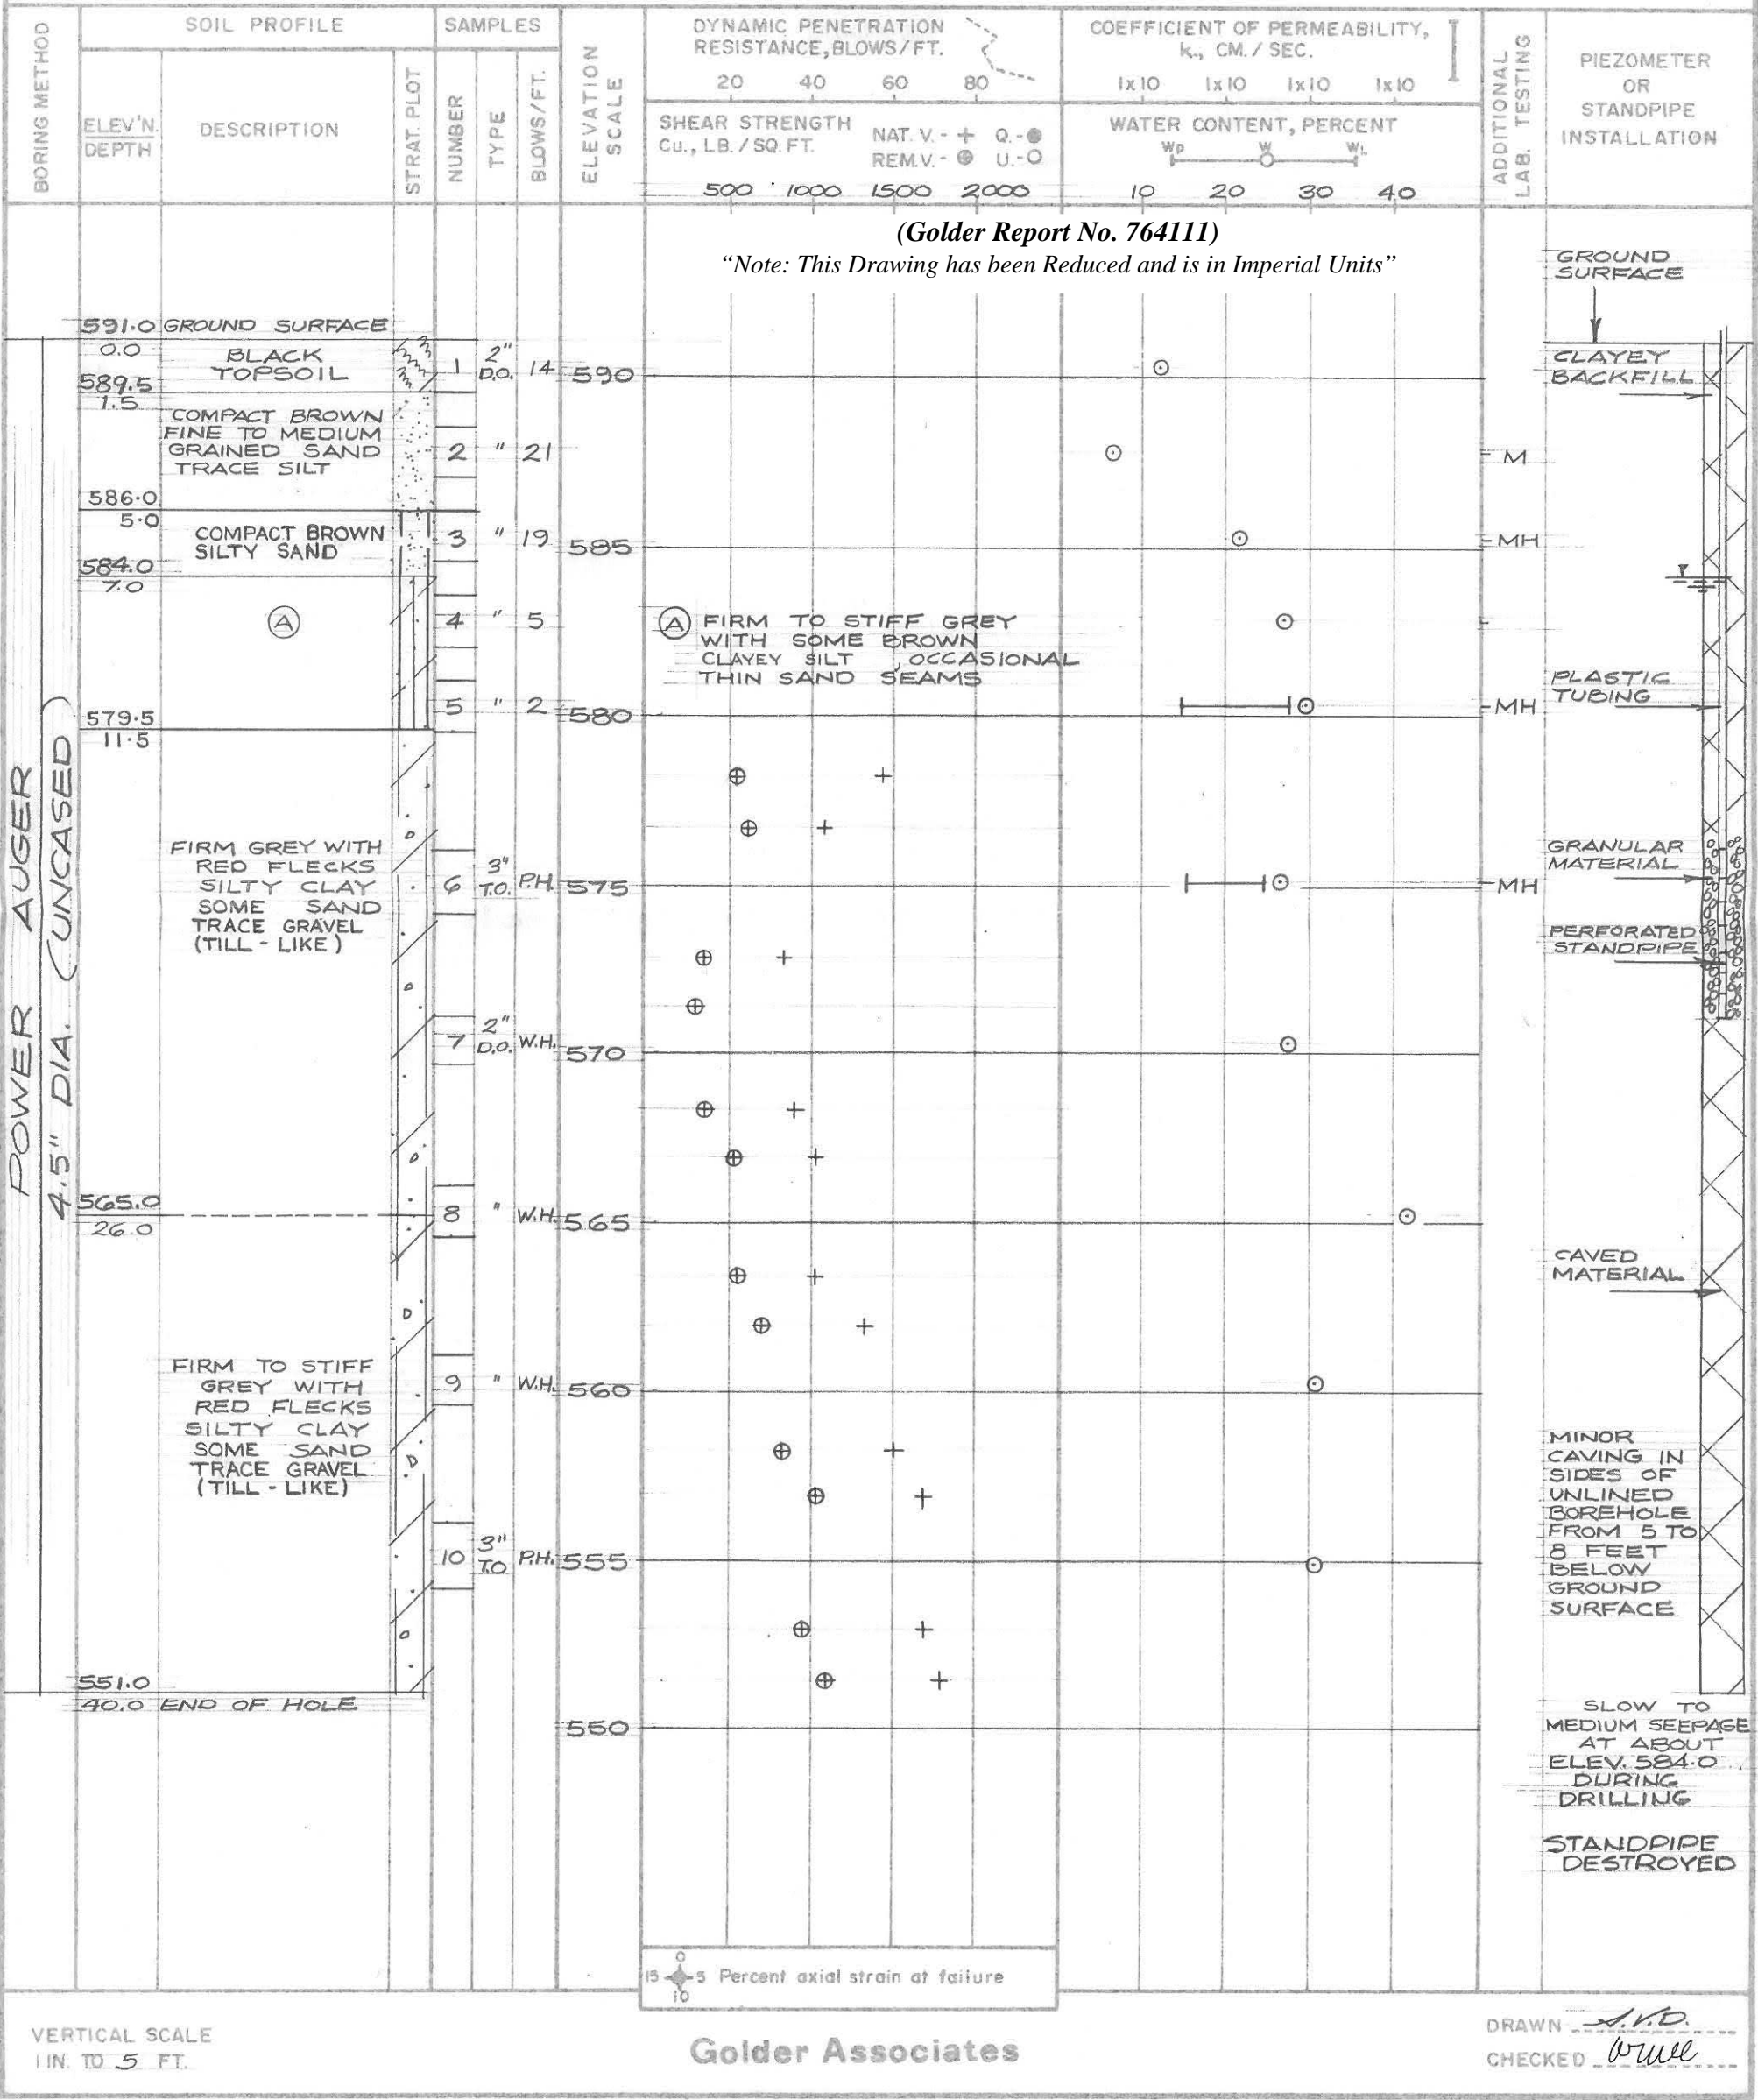 BORING METHOD
SOIL PROFILE
ELEV'N.
DEPTH
DESCRIPTION
STRAT. PLOT
SAMPLES
NUMBER
TYPE
BLOWS/FT.
ELEVATION
SCALE
DYNAMIC PENETRATION
RESISTANCE, BLOWS/FT.
20 40 60 80
SHEAR STRENGTH
Cu., LB./SQ. FT.
NAT. V. - + Q. - ●
REM.V. - ⊕ U. - O
500 1000 1500 2000
COEFFICIENT OF PERMEABILITY,
k., CM./ SEC.
1x10 1x10 1x10 1x10
WATER CONTENT, PERCENT
Wp W WL
10 20 30 40
ADDITIONAL
LAB. TESTING
PIEZOMETER
OR
STANDPIPE
INSTALLATION
(Golder Report No. 764111)
“Note: This Drawing has been Reduced and is in Imperial Units”
POWER AUGER
4.5" DIA. (UNCASED)
591.0 GROUND SURFACE
0.0
BLACK
TOPSOIL
589.5
1.5
COMPACT BROWN
FINE TO MEDIUM
GRAINED SAND
TRACE SILT
586.0
5.0
COMPACT BROWN
SILTY SAND
584.0
7.0
A
579.5
11.5
FIRM GREY WITH
RED FLECKS
SILTY CLAY
SOME SAND
TRACE GRAVEL
(TILL - LIKE)
565.0
26.0
FIRM TO STIFF
GREY WITH
RED FLECKS
SILTY CLAY
SOME SAND
TRACE GRAVEL
(TILL - LIKE)
551.0
40.0 END OF HOLE
1 2" D.O. 14
2 " 21
3 " 19
4 " 5
5 " 2
6 3" T.O. P.H.
7 2" D.O. W.H.
8 " W.H.
9 " W.H.
10 3" T.O P.H.
590
585
580
575
570
565
560
555
550
A FIRM TO STIFF GREY
WITH SOME BROWN
CLAYEY SILT, OCCASIONAL
THIN SAND SEAMS
M
MH
MH
MH
GROUND
SURFACE
CLAYEY
BACKFILL
PLASTIC
TUBING
GRANULAR
MATERIAL
PERFORATED
STANDPIPE
CAVED
MATERIAL
MINOR
CAVING IN
SIDES OF
UNLINED
BOREHOLE
FROM 5 TO
8 FEET
BELOW
GROUND
SURFACE
SLOW TO
MEDIUM SEEPAGE
AT ABOUT
ELEV. 584.0
DURING
DRILLING
STANDPIPE
DESTROYED
0
15 5 Percent axial strain at failure
10
VERTICAL SCALE
1 IN. TO 5 FT.
Golder Associates
DRAWN S.V.D.
CHECKED